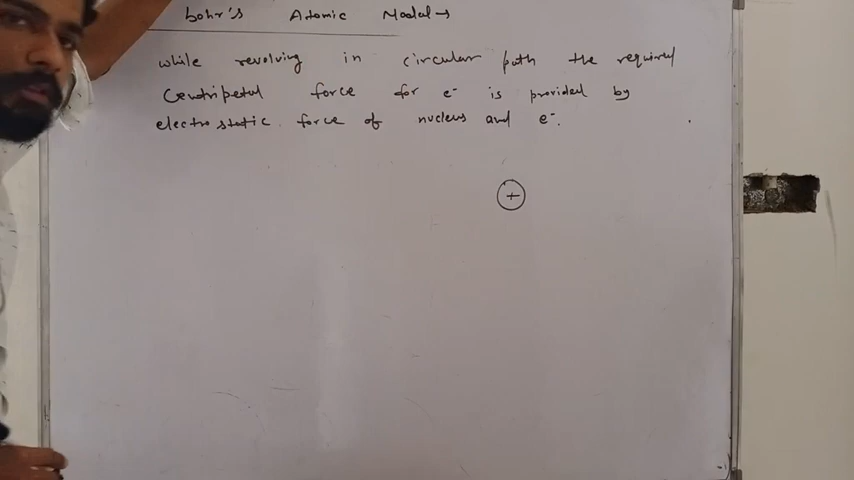 bohr's Atomic Modal→
while revolving in circular path the required
Centripetal force for e⁻ is provided by
electrostatic force of nucleus and e⁻.
+